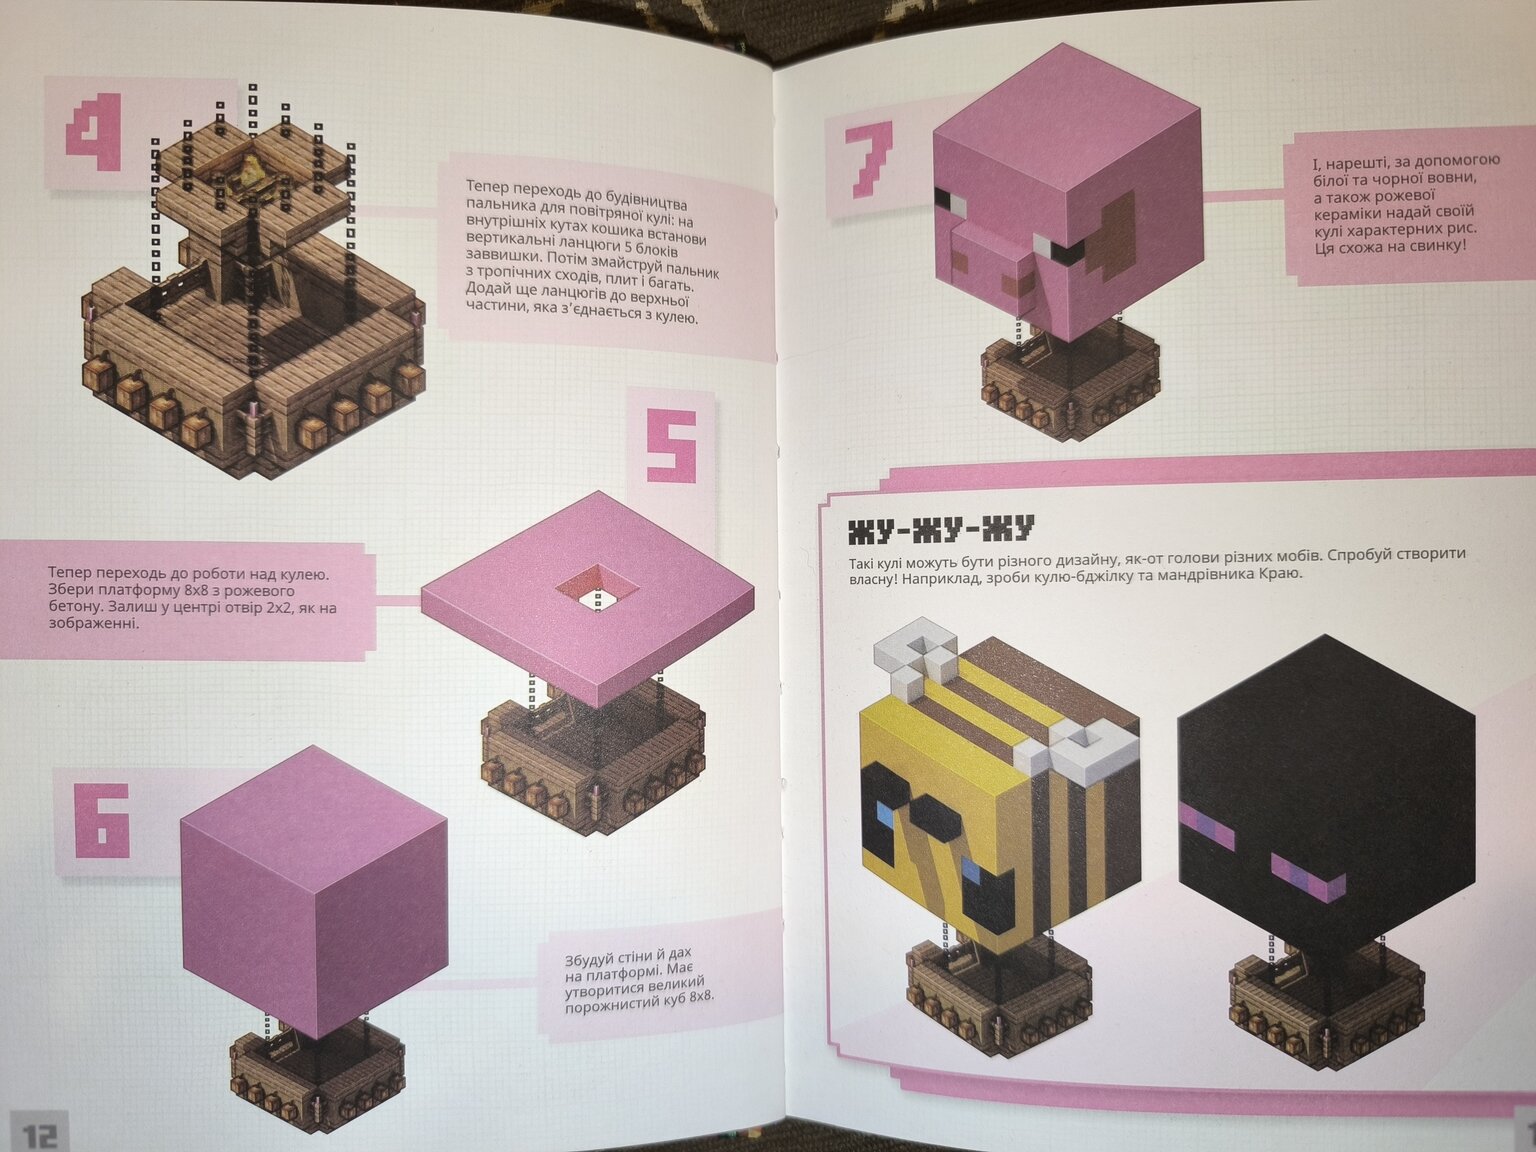 4
Тепер переходь до будівництва
пальника для повітряної кулі: на
внутрішніх кутах кошика встанови
вертикальні ланцюги 5 блоків
заввишки. Потім змайструй пальник
з тропічних сходів, плит і багать.
Додай ще ланцюгів до верхньої
частини, яка з’єднається з кулею.
5
Тепер переходь до роботи над кулею.
Збери платформу 8х8 з рожевого
бетону. Залиш у центрі отвір 2х2, як на
зображенні.
6
Збудуй стіни й дах
на платформі. Має
утворитися великий
порожнистий куб 8х8.
12
7
І, нарешті, за допомогою
білої та чорної вовни,
а також рожевої
кераміки надай своїй
кулі характерних рис.
Ця схожа на свинку!
ЖУ-ЖУ-ЖУ
Такі кулі можуть бути різного дизайну, як-от голови різних мобів. Спробуй створити
власну! Наприклад, зроби кулю-бджілку та мандрівника Краю.